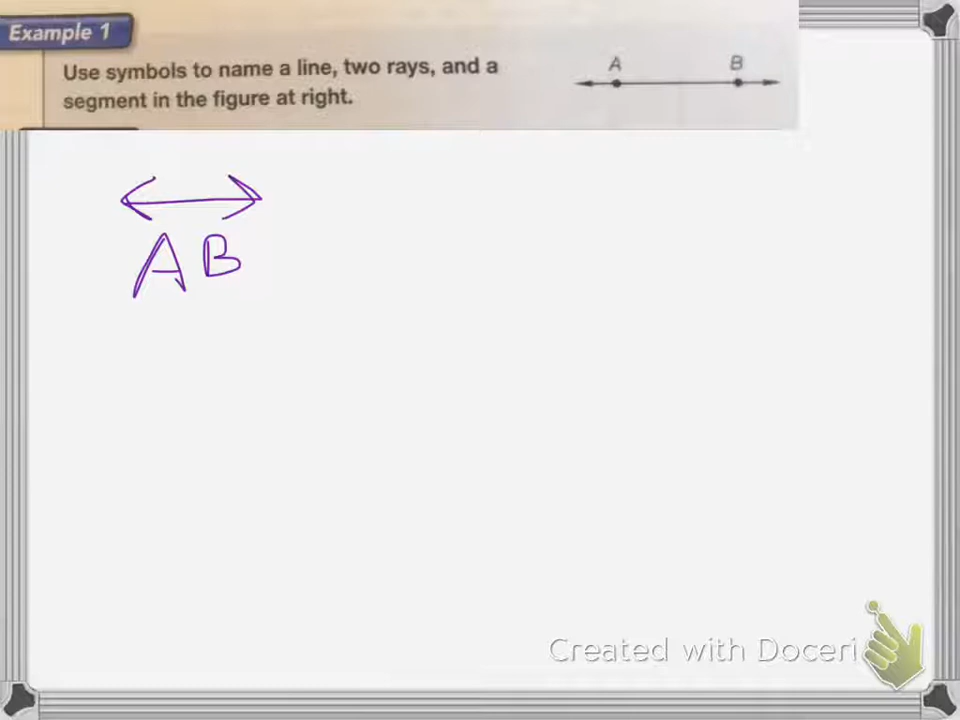 Example 1
Use symbols to name a line, two rays, and a
segment in the figure at right.
A B
AB
Created with Doceri